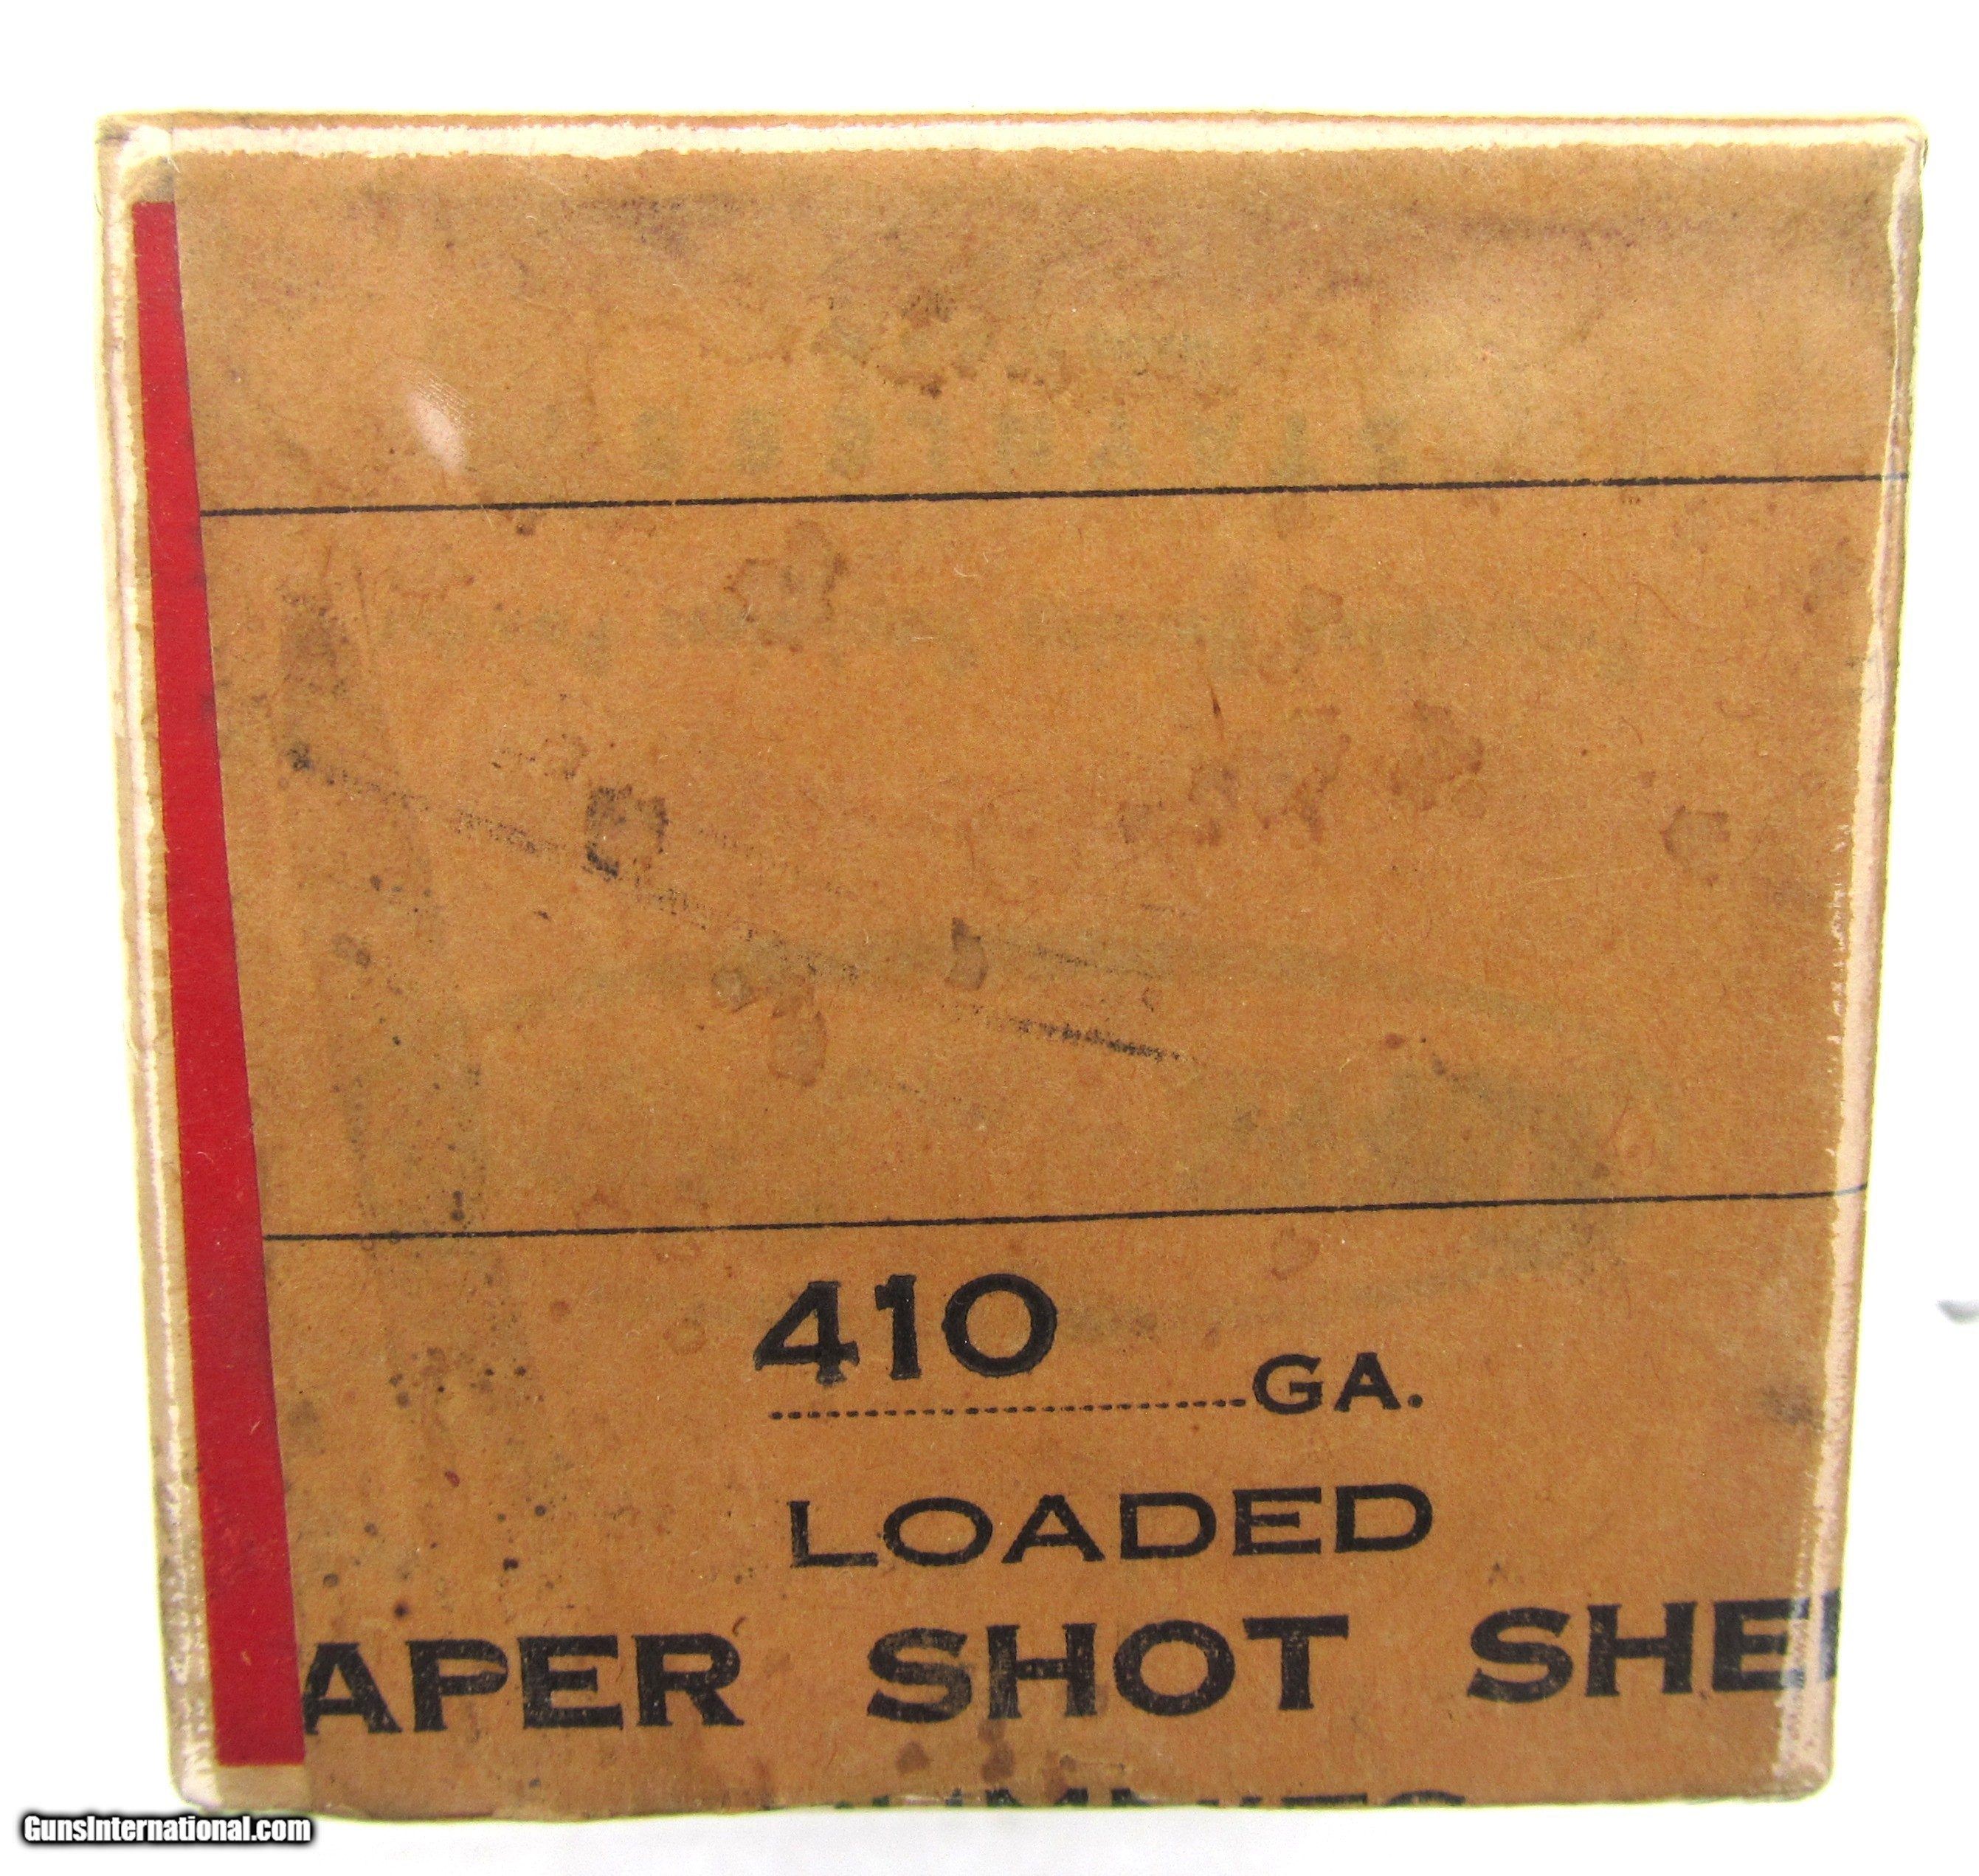 410 GA.
LOADED
APER SHOT SHE
GunsInternational.com